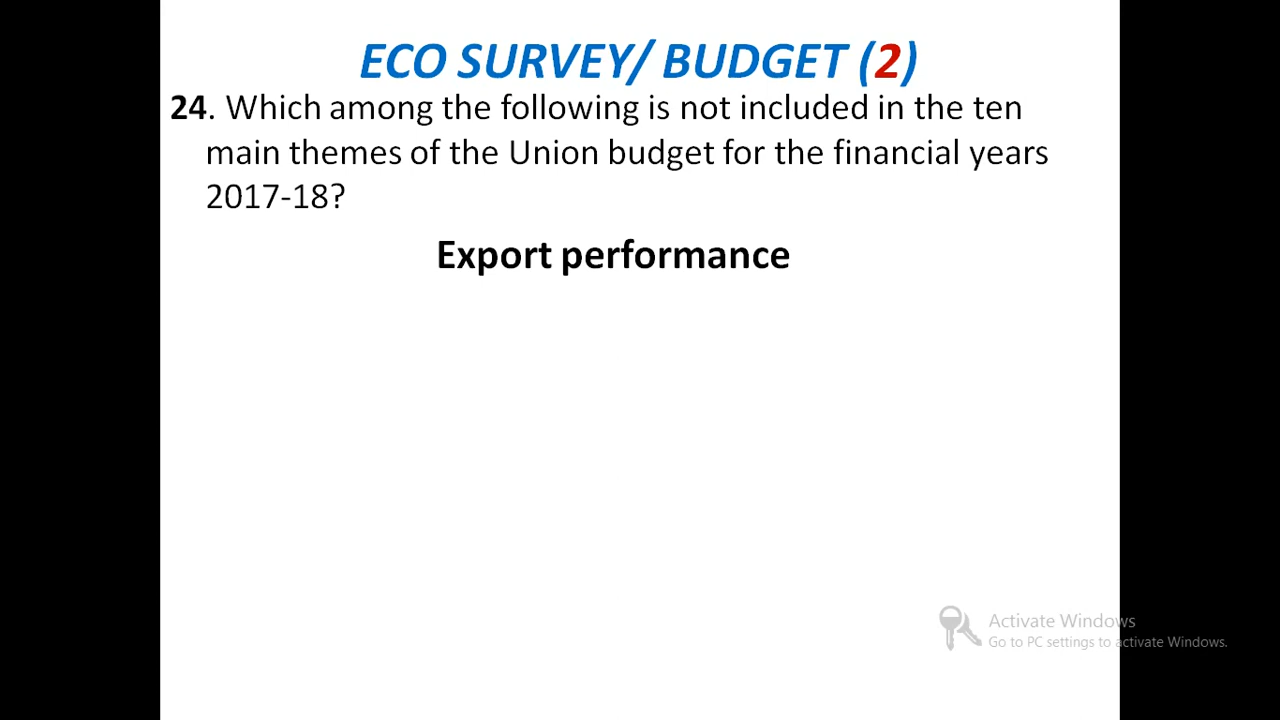 ECO SURVEY/ BUDGET (2)
24. Which among the following is not included in the ten
main themes of the Union budget for the financial years
2017-18?
Export performance
Activate Windows
Go to PC settings to activate Windows.